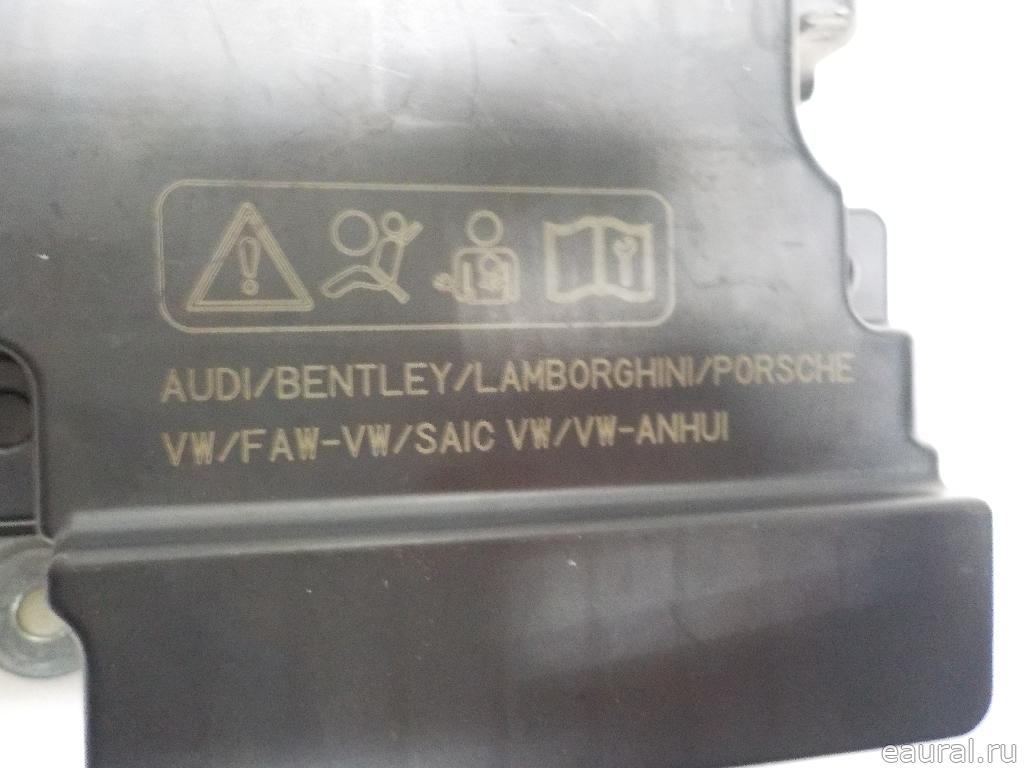 AUDI/BENTLEY/LAMBORGHINI/PORSCHE
VW/FAW-VW/SAIC VW/VW-ANHUI
eaural.ru